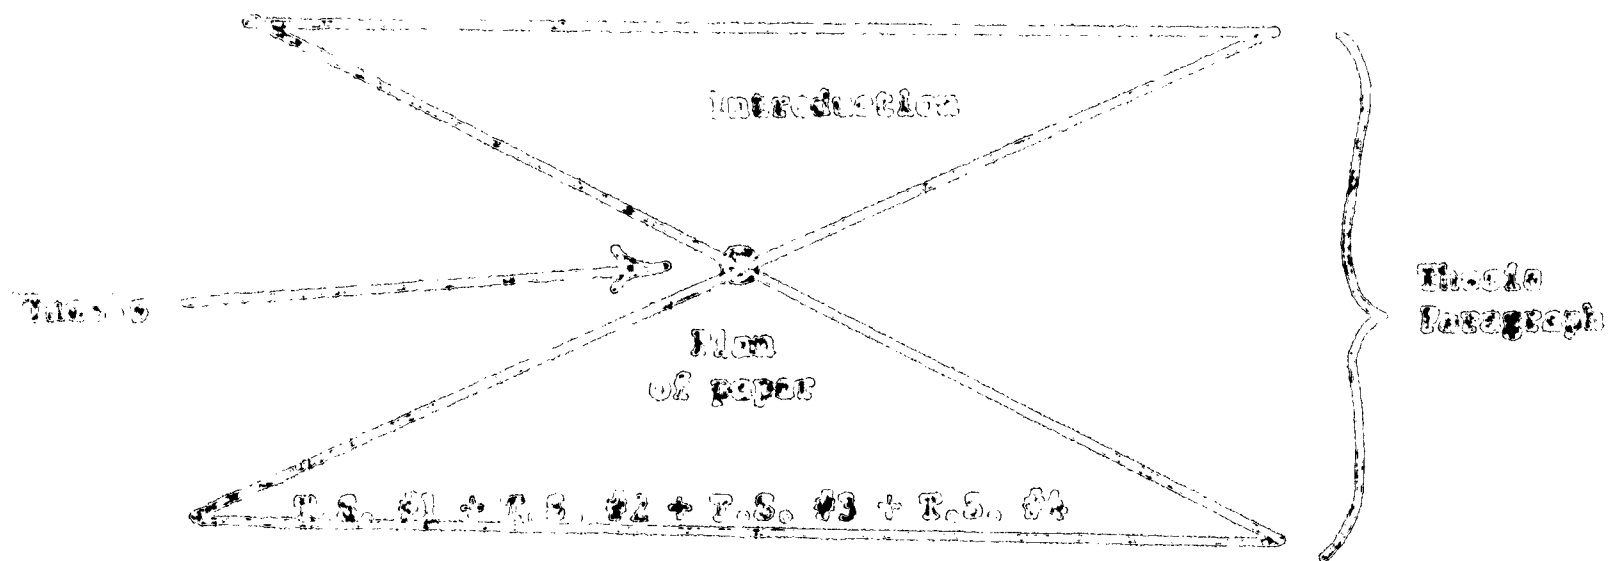 Introduction
Thesis
Thesis
Paragraph
Plan
of paper
T.S. #1 + T.S. #2 + T.S. #3 + T.S. #4